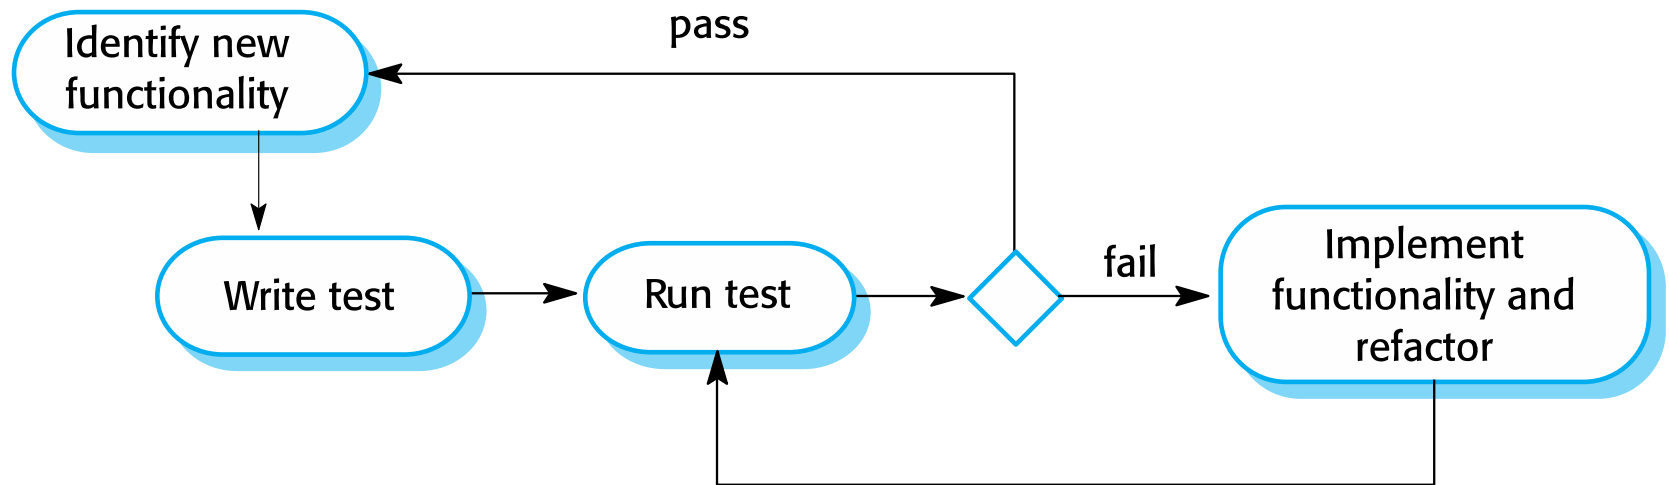 Identify new
functionality
pass
Write test
Run test
fail
Implement
functionality and
refactor